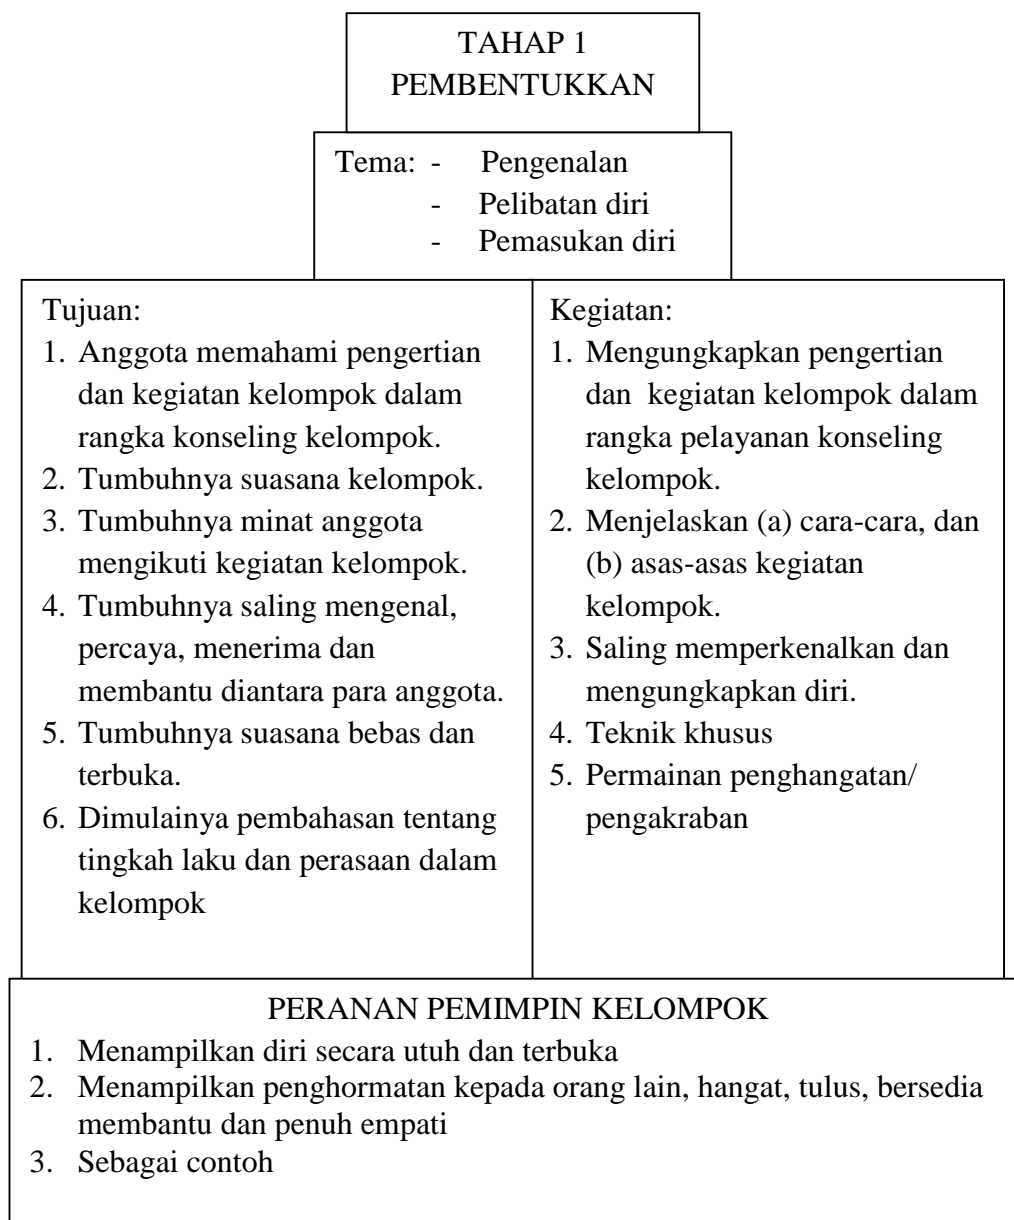 TAHAP 1
PEMBENTUKKAN
Tema: - Pengenalan
- Pelibatan diri
- Pemasukan diri
Tujuan:
1. Anggota memahami pengertian
dan kegiatan kelompok dalam
rangka konseling kelompok.
2. Tumbuhnya suasana kelompok.
3. Tumbuhnya minat anggota
mengikuti kegiatan kelompok.
4. Tumbuhnya saling mengenal,
percaya, menerima dan
membantu diantara para anggota.
5. Tumbuhnya suasana bebas dan
terbuka.
6. Dimulainya pembahasan tentang
tingkah laku dan perasaan dalam
kelompok
Kegiatan:
1. Mengungkapkan pengertian
dan kegiatan kelompok dalam
rangka pelayanan konseling
kelompok.
2. Menjelaskan (a) cara-cara, dan
(b) asas-asas kegiatan
kelompok.
3. Saling memperkenalkan dan
mengungkapkan diri.
4. Teknik khusus
5. Permainan penghangatan/
pengakraban
PERANAN PEMIMPIN KELOMPOK
1. Menampilkan diri secara utuh dan terbuka
2. Menampilkan penghormatan kepada orang lain, hangat, tulus, bersedia
membantu dan penuh empati
3. Sebagai contoh